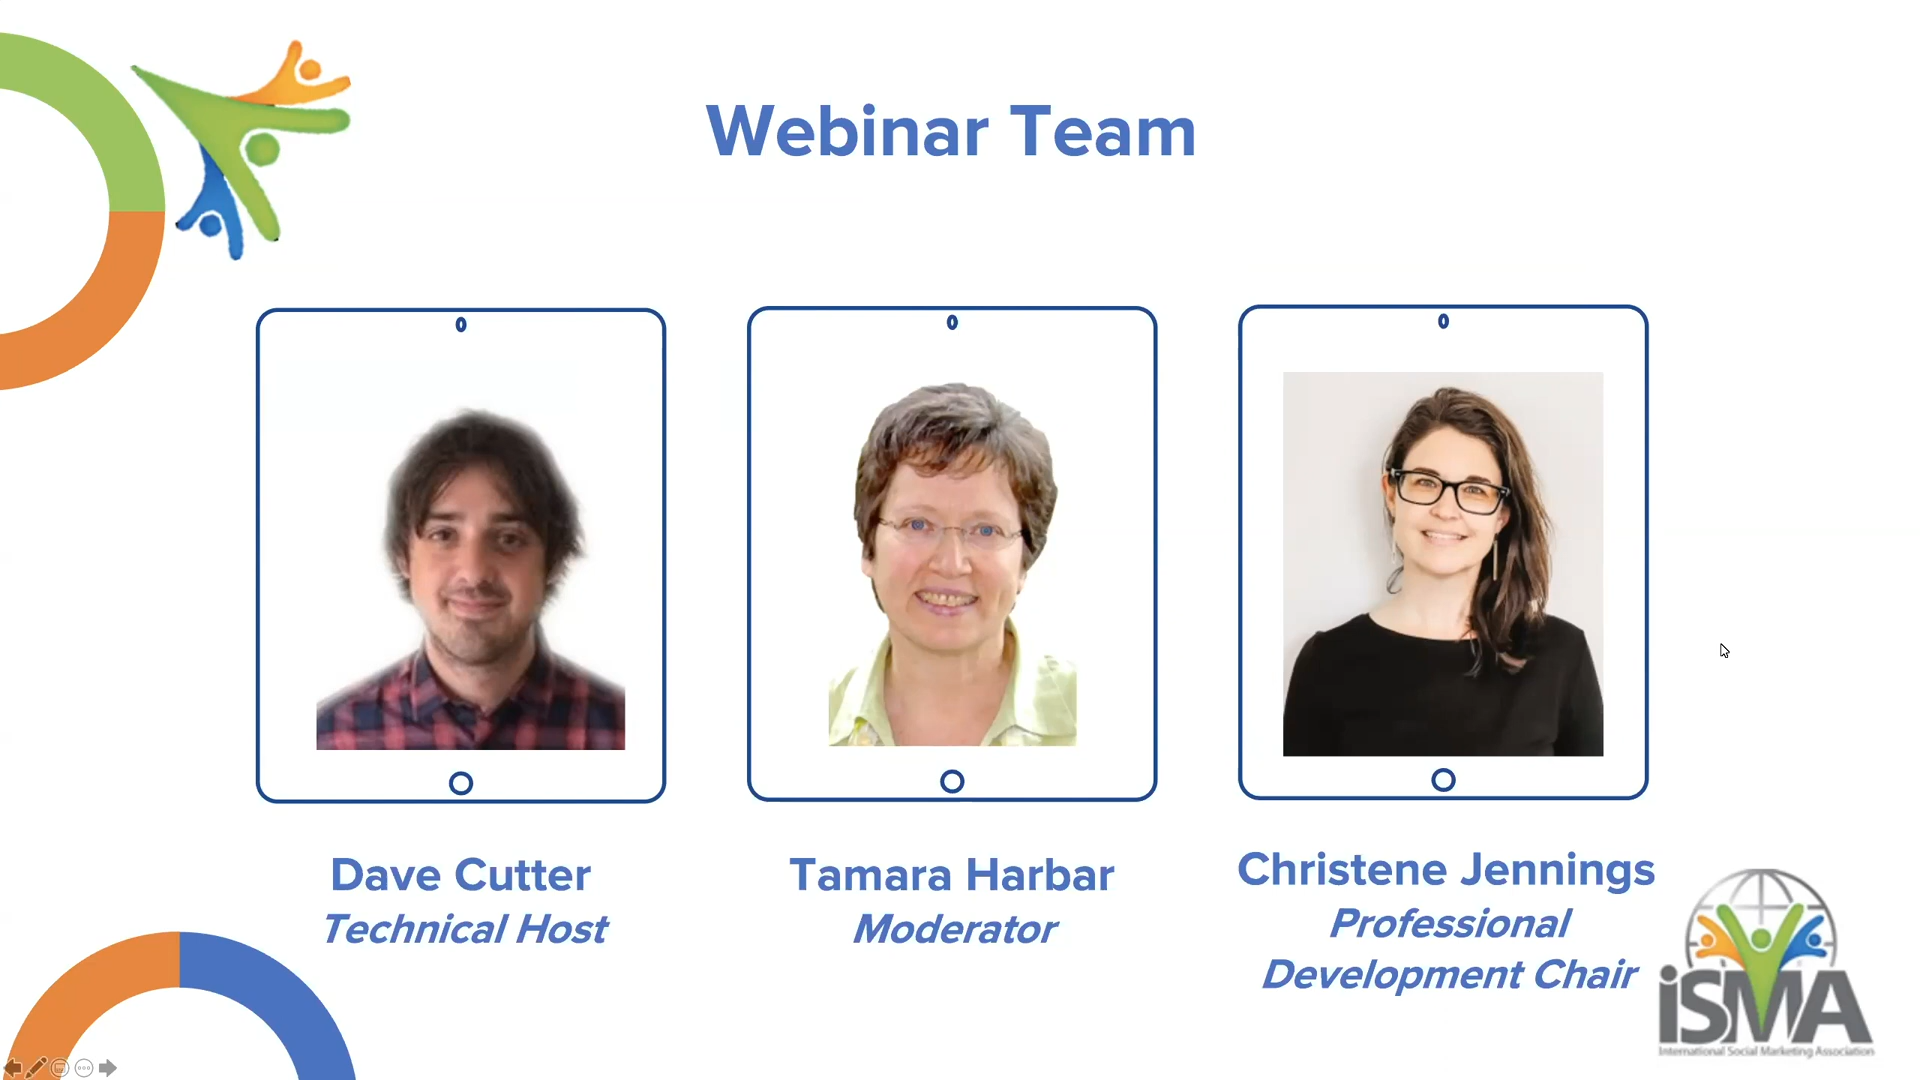 Webinar Team
Dave Cutter
Technical Host
Tamara Harbar
Moderator
Christene Jennings
Professional
Development Chair
iSMA
International Social Marketing Association